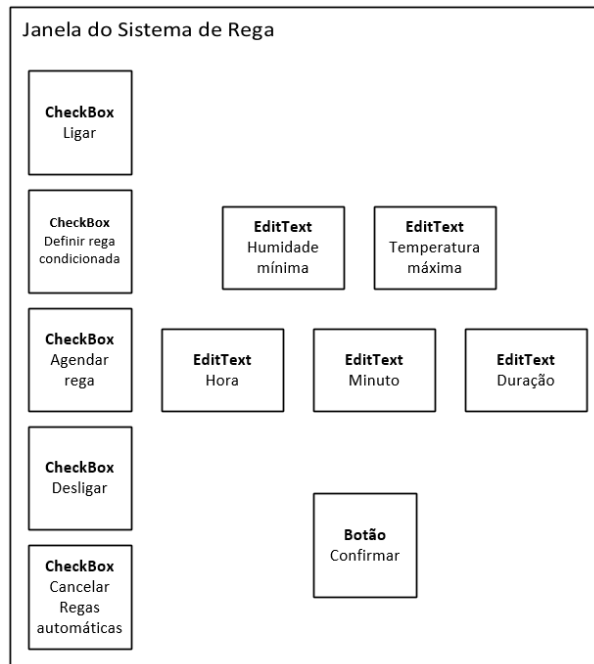 Janela do Sistema de Rega
CheckBox
Ligar
CheckBox
Definir rega
condicionada
EditText
Humidade
mínima
EditText
Temperatura
máxima
CheckBox
Agendar
rega
EditText
Hora
EditText
Minuto
EditText
Duração
CheckBox
Desligar
Botão
Confirmar
CheckBox
Cancelar
Regas
automáticas